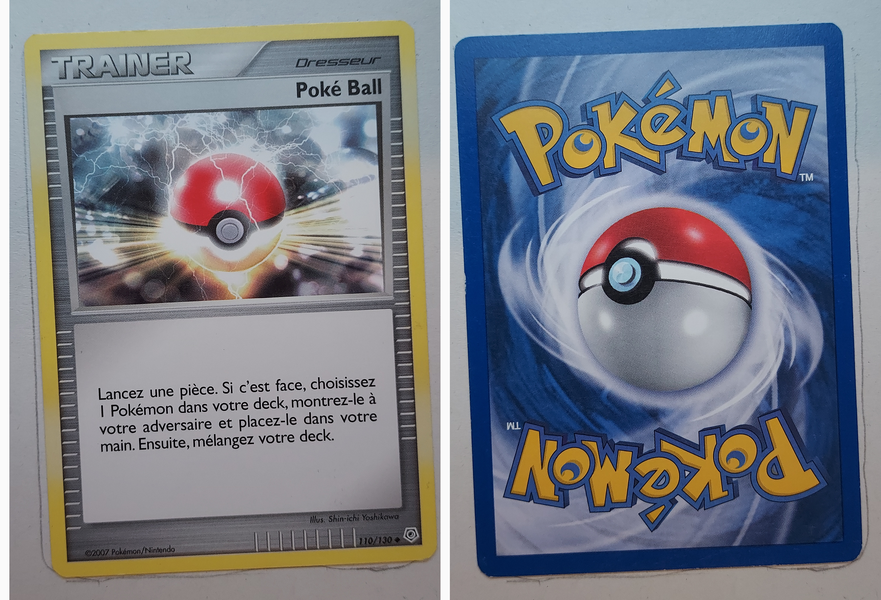 TRAINER
Dresseur
Poké Ball
Lancez une pièce. Si c'est face, choisissez
1 Pokémon dans votre deck, montrez-le à
votre adversaire et placez-le dans votre
main. Ensuite, mélangez votre deck.
Illus. Shin-ichi Yoshikawa
©2007 Pokémon/Nintendo
110/130
POKéMON
TM
POKéMON
TM